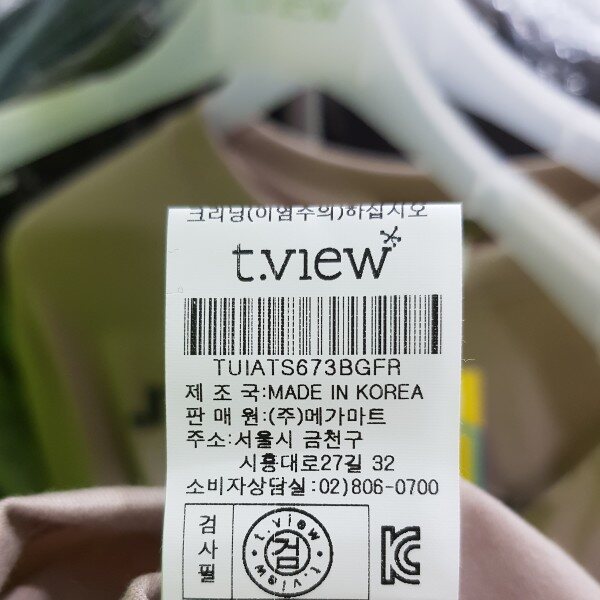 크리닝(이염주의)하십시오
t.view
TUIATS673BGFR
제 조 국:MADE IN KOREA
판 매 원:(주)메가마트
주소:서울시 금천구
시흥대로27길 32
소비자상담실:02)806-0700
검사필
t.view
검
t.view
KC